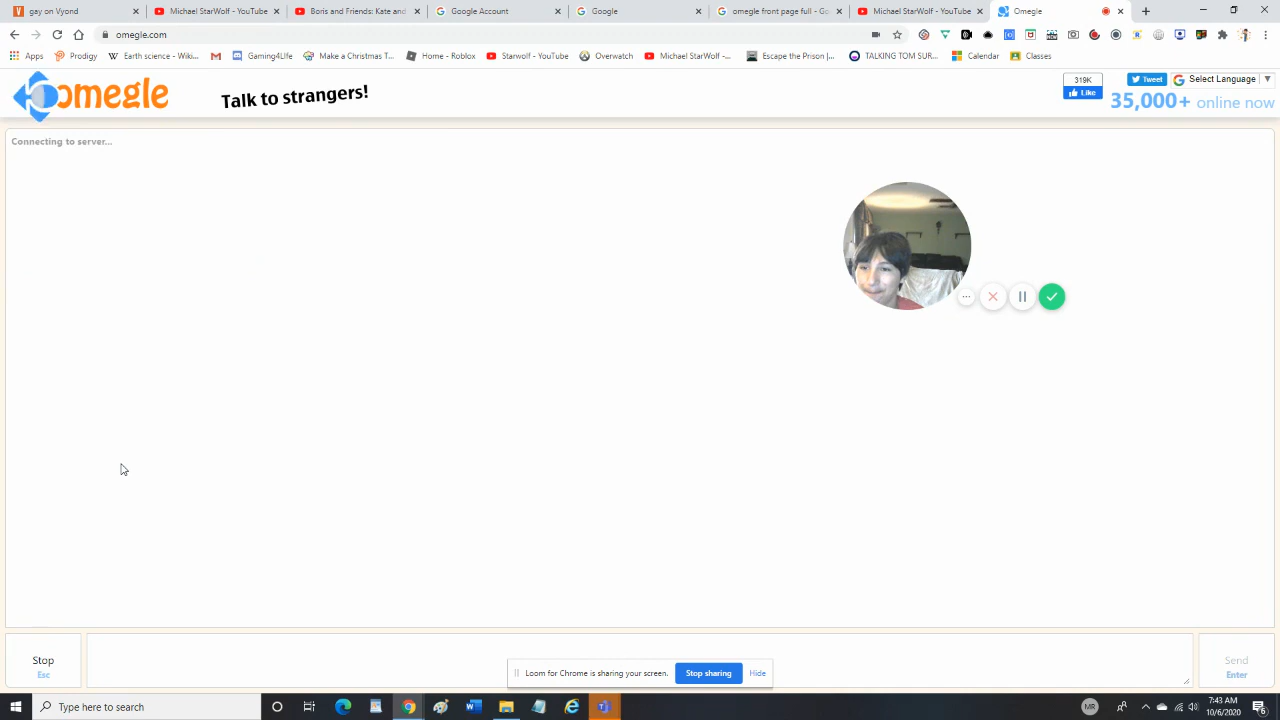 gay on Vyond
Michael StarWolf - YouTube
Boris and Friends: Kate and
Google Account
Google
omegle front page full - Go
Michael StarWolf - YouTube
Omegle
omegle.com
Apps
Prodigy
Earth science - Wiki...
Gaming4Life
Make a Christmas T...
Home - Roblox
Starwolf - YouTube
Overwatch
Michael StarWolf -...
Escape the Prison |...
TALKING TOM SUR...
Calendar
Classes
omegle
Talk to strangers!
319K
Like
Tweet
Select Language
35,000+ online now
Connecting to server...
Stop
Esc
Loom for Chrome is sharing your screen.
Stop sharing
Hide
Send
Enter
Type here to search
MR
7:43 AM
10/6/2020
6